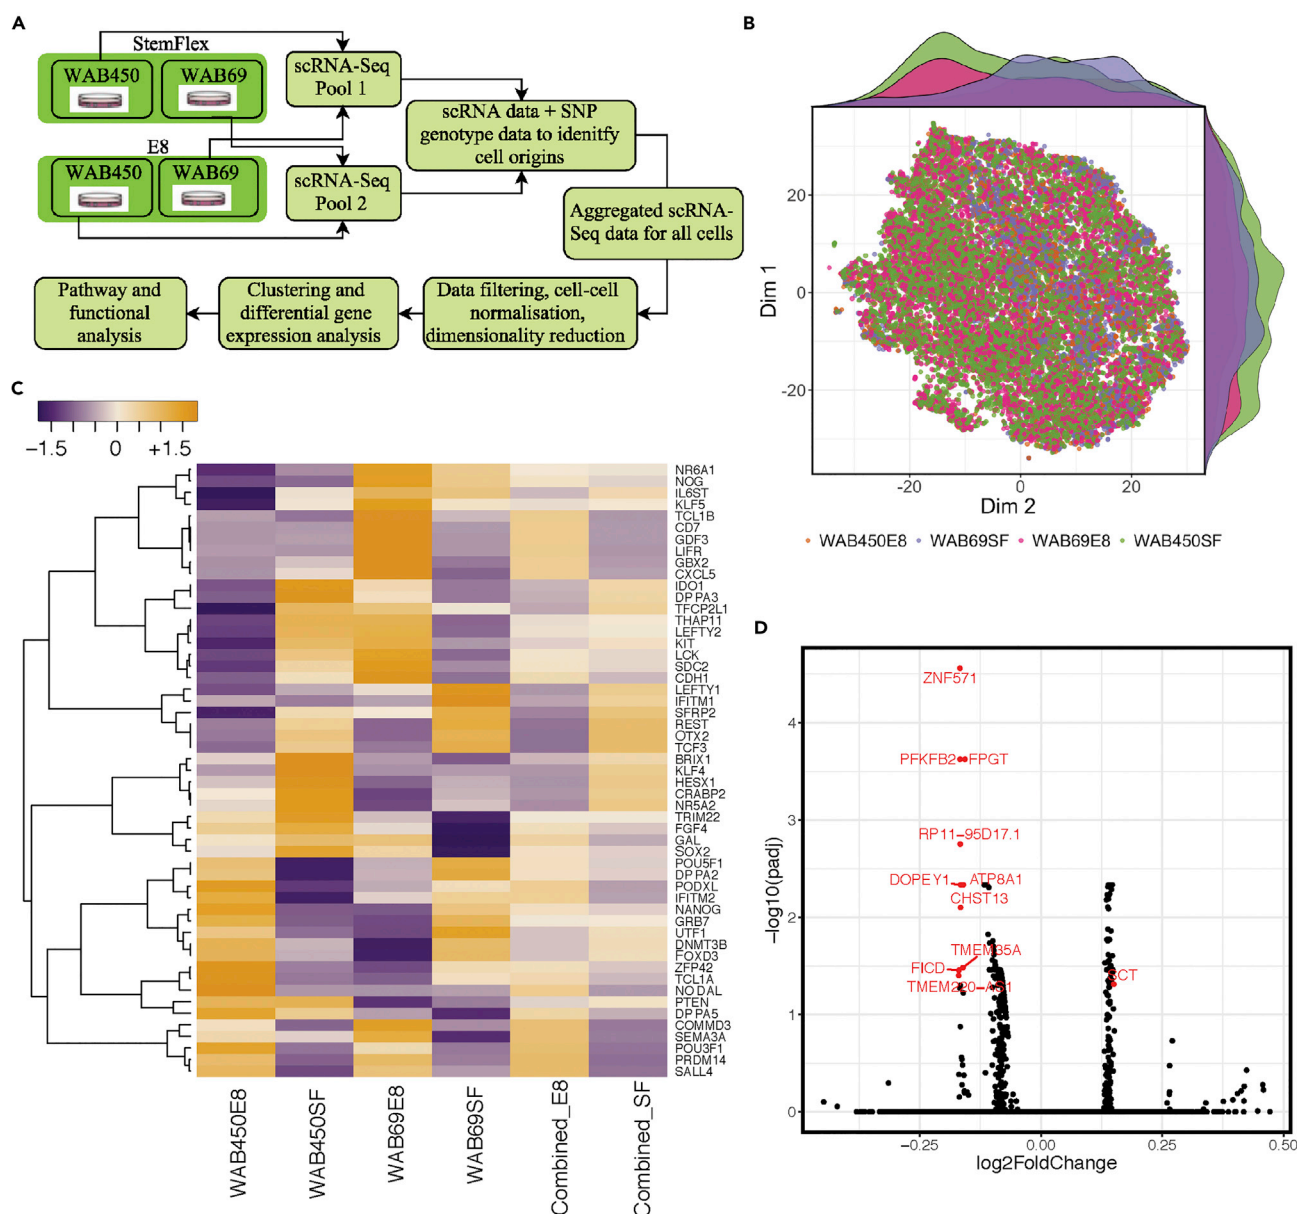 A
StemFlex
WAB450
WAB69
E8
WAB450
WAB69
scRNA-Seq
Pool 1
scRNA-Seq
Pool 2
scRNA data + SNP
genotype data to idenitfy
cell origins
Aggregated scRNA-
Seq data for all cells
Data filtering, cell-cell
normalisation,
dimensionality reduction
Clustering and
differential gene
expression analysis
Pathway and
functional
analysis
B
Dim 1
20
0
-20
-20
0
20
Dim 2
WAB450E8
WAB69SF
WAB69E8
WAB450SF
C
−1.5
0
+1.5
NR6A1
NOG
IL6ST
KLF5
TCL1B
CD7
GDF3
LIFR
GBX2
CXCL5
IDO1
DPPA3
TFCP2L1
THAP11
LEFTY2
KIT
LCK
SDC2
CDH1
LEFTY1
IFITM1
SFRP2
REST
OTX2
TCF3
BRIX1
KLF4
HESX1
CRABP2
NR5A2
TRIM22
FGF4
GAL
SOX2
POU5F1
DPPA2
PODXL
IFITM2
NANOG
GRB7
UTF1
DNMT3B
FOXD3
ZFP42
TCL1A
NODAL
PTEN
DPPA5
COMMD3
SEMA3A
POU3F1
PRDM14
SALL4
WAB450E8
WAB450SF
WAB69E8
WAB69SF
Combined_E8
Combined_SF
D
−log10(padj)
4
3
2
1
0
ZNF571
PFKFB2
FPGT
RP11−95D17.1
DOPEY1
ATP8A1
CHST13
TMEM35A
FICD
TMEM220−AS1
SCT
−0.25
0.00
0.25
0.50
log2FoldChange